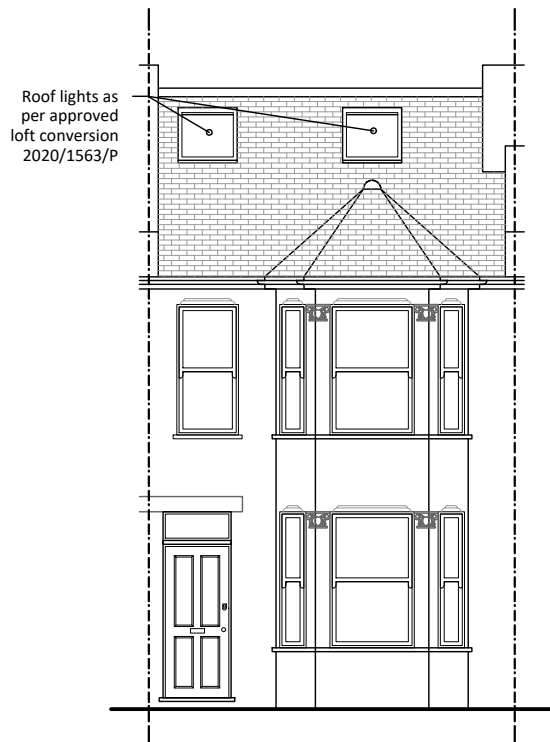 Roof lights as
per approved
loft conversion
2020/1563/P